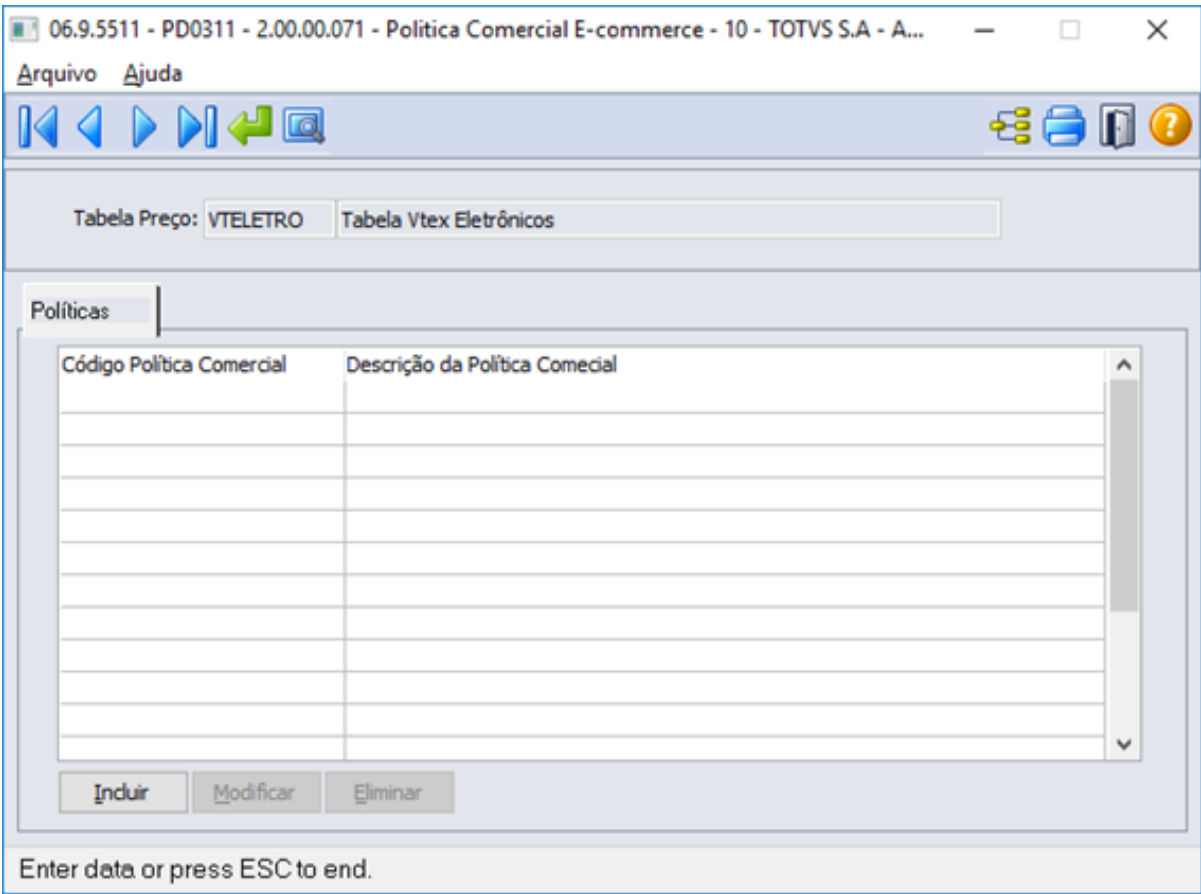 06.9.5511 - PD0311 - 2.00.00.071 - Politica Comercial E-commerce - 10 - TOTVS S.A - A...
Arquivo Ajuda
Tabela Preço: VTELETRO Tabela Vtex Eletrônicos
Políticas
Código Política Comercial Descrição da Política Comecial
Incluir Modificar Eliminar
Enter data or press ESC to end.